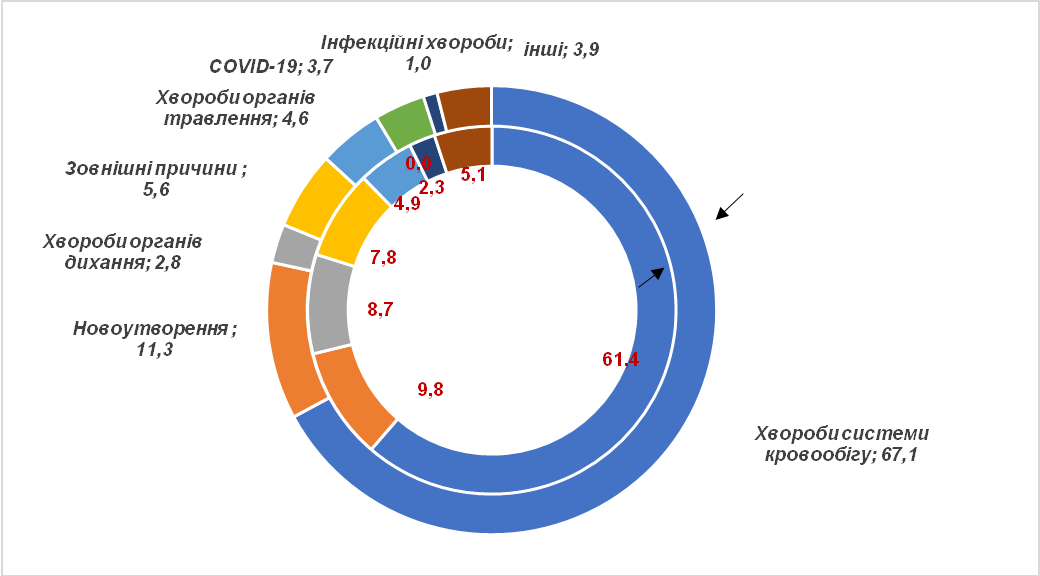 Інфекційні хвороби;
1,0
інші; 3,9
COVID-19; 3,7
Хвороби органів
травлення; 4,6
Зовнішні причини ;
5,6
Хвороби органів
дихання; 2,8
Новоутворення ;
11,3
0,0
2,3
5,1
4,9
7,8
8,7
9,8
61,4
Хвороби системи
кровообігу; 67,1